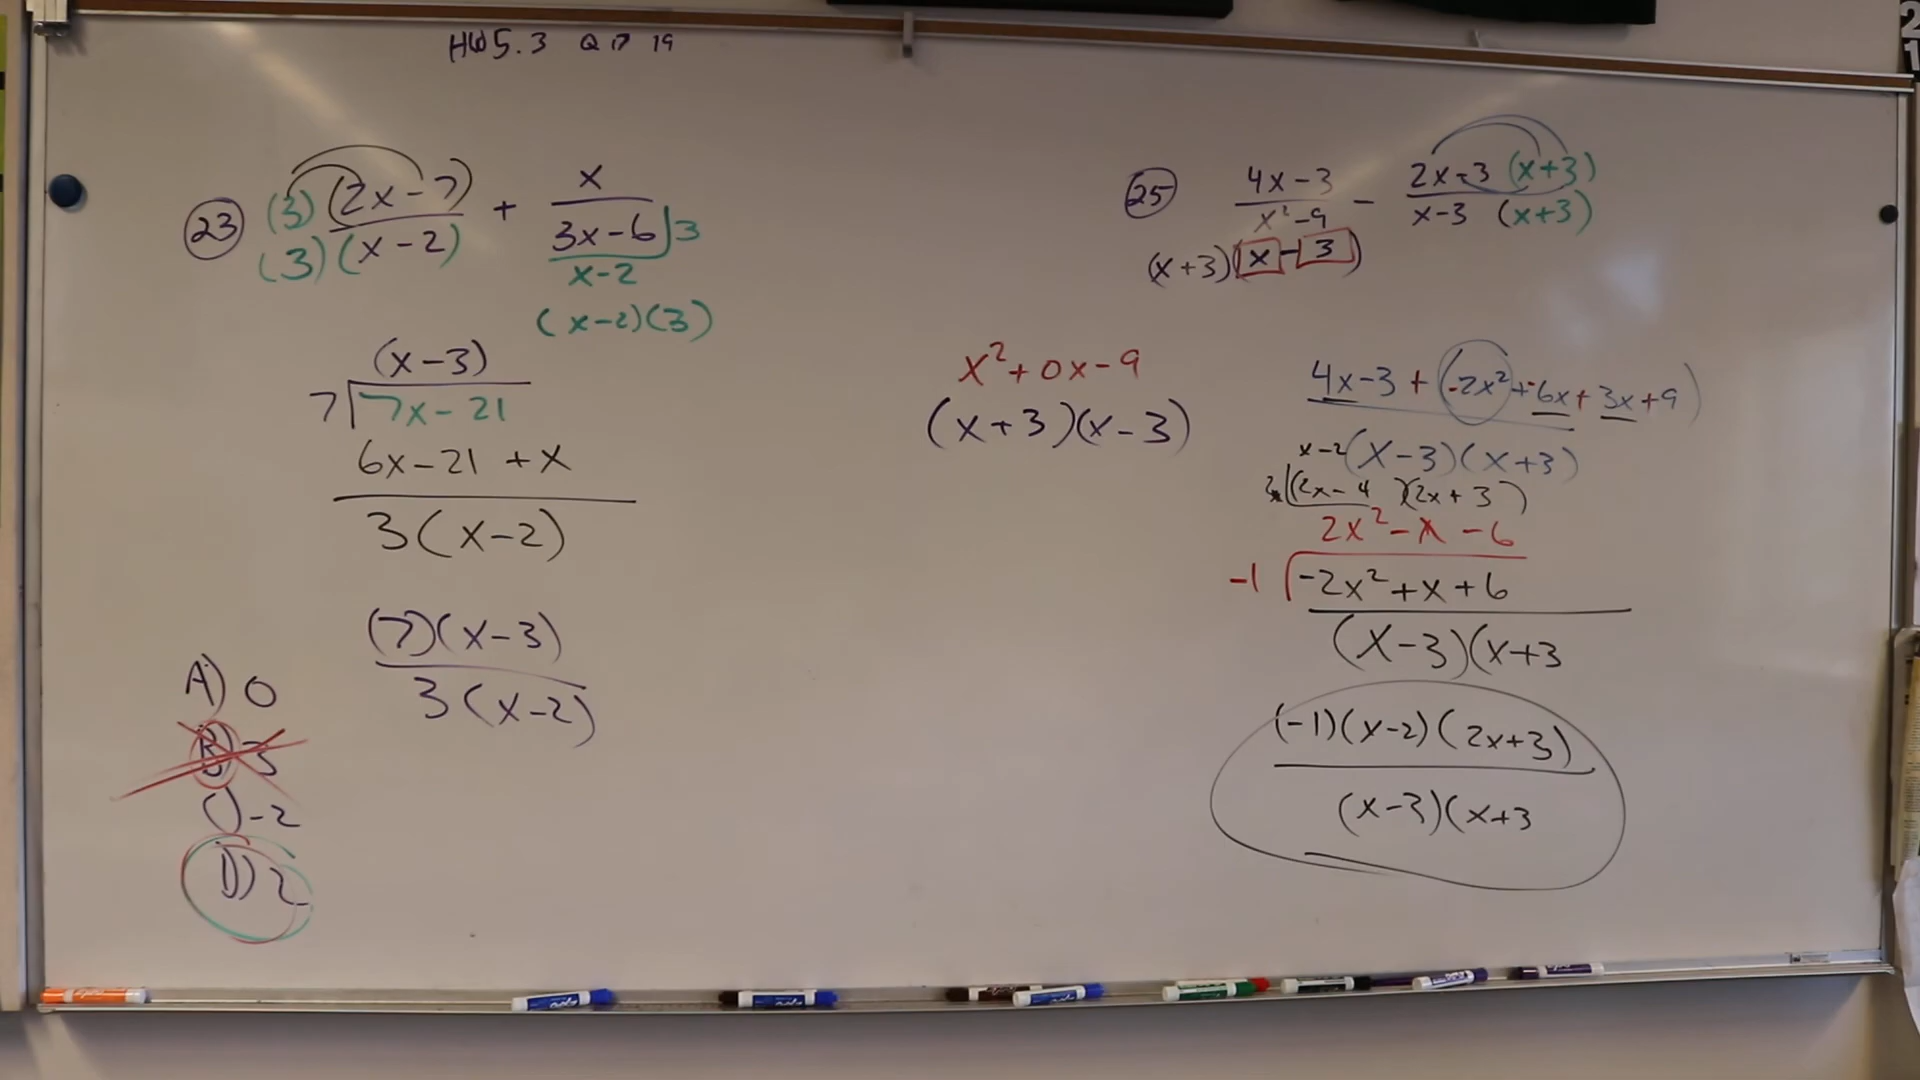 HW5.3 Q 17 19
23 (3)(2x-7) + x
(3)(x-2) 3x-6 3
x-2
(x-2)(3)
(x-3)
7 7x-21
6x-21+x
3(x-2)
(7)(x-3)
3(x-2)
A) 0
B) 3
C) -2
D) 2
x²+0x-9
(x+3)(x-3)
25 4x-3 - 2x-3 (x+3)
x²-9 x-3 (x+3)
(x+3)(x-3)
4x-3+(-2x²+-6x+3x+9)
x-2 (x-3)(x+3)
(2x-4)(2x+3)
2x²-x-6
-1 -2x²+x+6
(x-3)(x+3
(-1)(x-2)(2x+3)
(x-3)(x+3